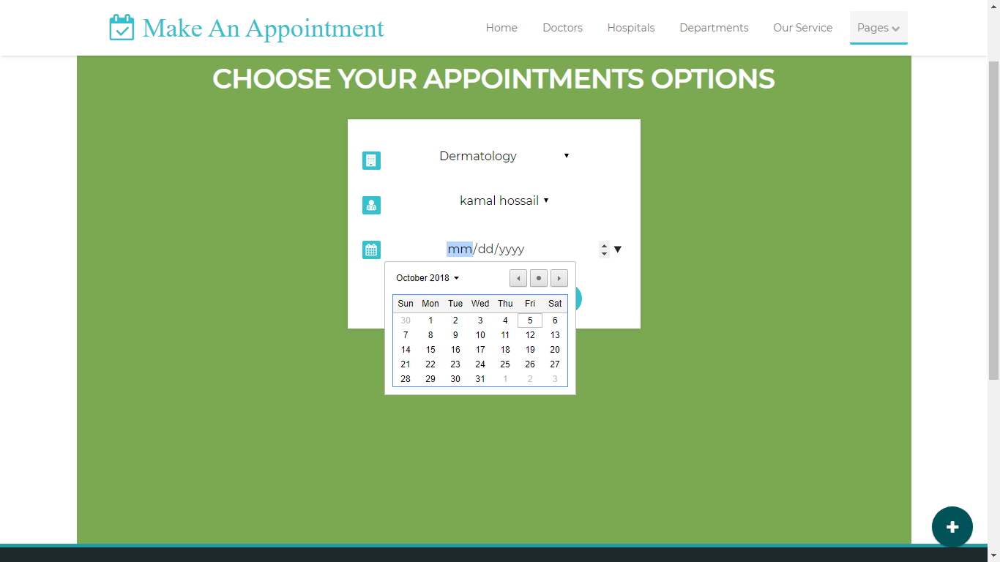 Make An Appointment
Home Doctors Hospitals Departments Our Service Pages
CHOOSE YOUR APPOINTMENTS OPTIONS
Dermatology
kamal hossail
mm/dd/yyyy
October 2018
Sun Mon Tue Wed Thu Fri Sat
30 1 2 3 4 5 6
7 8 9 10 11 12 13
14 15 16 17 18 19 20
21 22 23 24 25 26 27
28 29 30 31 1 2 3